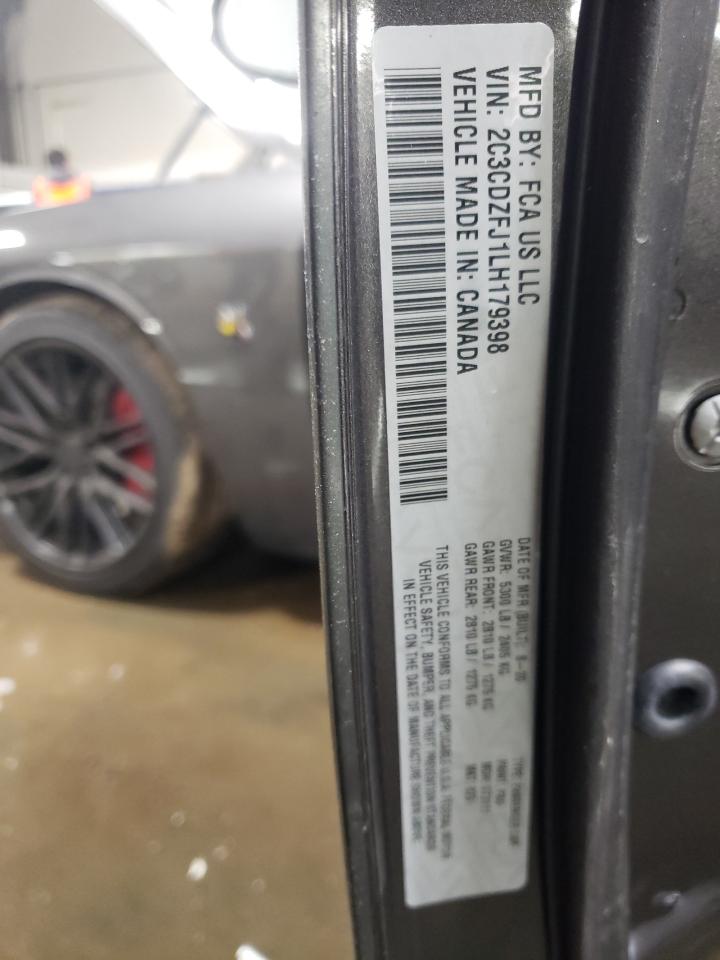 MFD BY: FCA US LLC
VIN: 2C3CDZFJ1LH179398
VEHICLE MADE IN: CANADA
DATE OF MFR (BUILT):
GVWR: 5300 LB / 2405 KG
GAWR FRONT: 2810 LB / 1275 KG
GAWR REAR: 2810 LB / 1275 KG
TYPE:
THIS VEHICLE CONFORMS TO ALL APPLICABLE U.S.A. FEDERAL MOTOR
VEHICLE SAFETY, BUMPER, AND THEFT PREVENTION STANDARDS
IN EFFECT ON THE DATE OF MANUFACTURE SHOWN ABOVE.